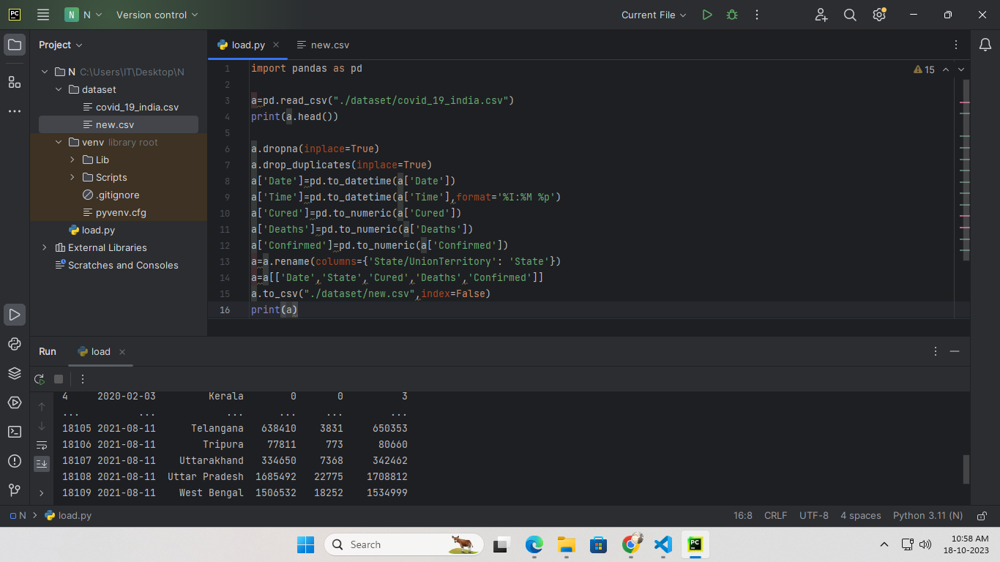 PC
N N Version control Current File
Project
load.py new.csv
N C:\Users\IT\Desktop\N
dataset
covid_19_india.csv
new.csv
venv library root
Lib
Scripts
.gitignore
pyvenv.cfg
load.py
External Libraries
Scratches and Consoles
15
1 import pandas as pd
2
3 a=pd.read_csv("./dataset/covid_19_india.csv")
4 print(a.head())
5
6 a.dropna(inplace=True)
7 a.drop_duplicates(inplace=True)
8 a['Date']=pd.to_datetime(a['Date'])
9 a['Time']=pd.to_datetime(a['Time'],format='%I:%M %p')
10 a['Cured']=pd.to_numeric(a['Cured'])
11 a['Deaths']=pd.to_numeric(a['Deaths'])
12 a['Confirmed']=pd.to_numeric(a['Confirmed'])
13 a=a.rename(columns={'State/UnionTerritory': 'State'})
14 a=a[['Date','State','Cured','Deaths','Confirmed']]
15 a.to_csv("./dataset/new.csv",index=False)
16 print(a)
Run load
4 2020-02-03 Kerala 0 0 3
... ... ... ... ... ...
18105 2021-08-11 Telangana 638410 3831 650353
18106 2021-08-11 Tripura 77811 773 80660
18107 2021-08-11 Uttarakhand 334650 7368 342462
18108 2021-08-11 Uttar Pradesh 1685492 22775 1708812
18109 2021-08-11 West Bengal 1506532 18252 1534999
N load.py 16:8 CRLF UTF-8 4 spaces Python 3.11 (N)
Search
PC
10:58 AM
18-10-2023